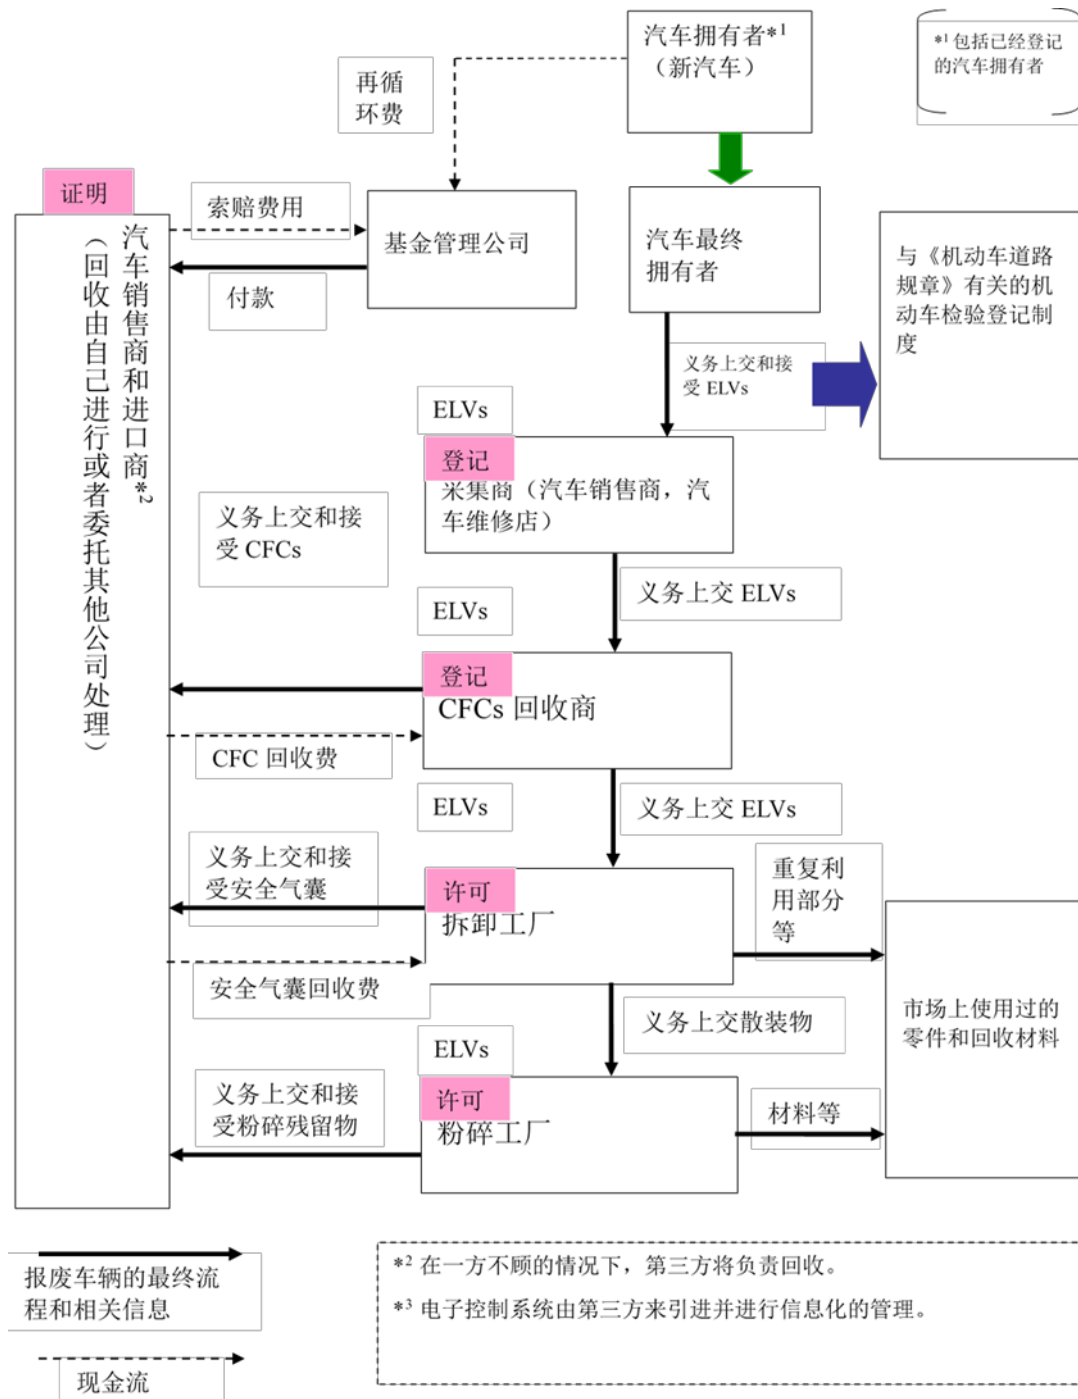 汽车拥有者*1
（新汽车）
*1 包括已经登记
的汽车拥有者
再循
环费
证明
索赔费用
基金管理公司
付款
汽车最终
拥有者
与《机动车道路
规章》有关的机
动车检验登记制
度
义务上交和接
受 ELVs
汽车销售商和进口商*2
（回收由自己进行或者委托其他公司处理）
ELVs
登记
采集商（汽车销售商，汽
车维修店）
义务上交和接
受 CFCs
义务上交 ELVs
ELVs
登记
CFCs 回收商
CFC 回收费
ELVs
义务上交 ELVs
义务上交和接
受安全气囊
许可
拆卸工厂
重复利
用部分
等
安全气囊回收费
义务上交散装物
市场上使用过的
零件和回收材料
ELVs
义务上交和接
受粉碎残留物
许可
粉碎工厂
材料等
报废车辆的最终流
程和相关信息
现金流
*2 在一方不顾的情况下，第三方将负责回收。
*3 电子控制系统由第三方来引进并进行信息化的管理。